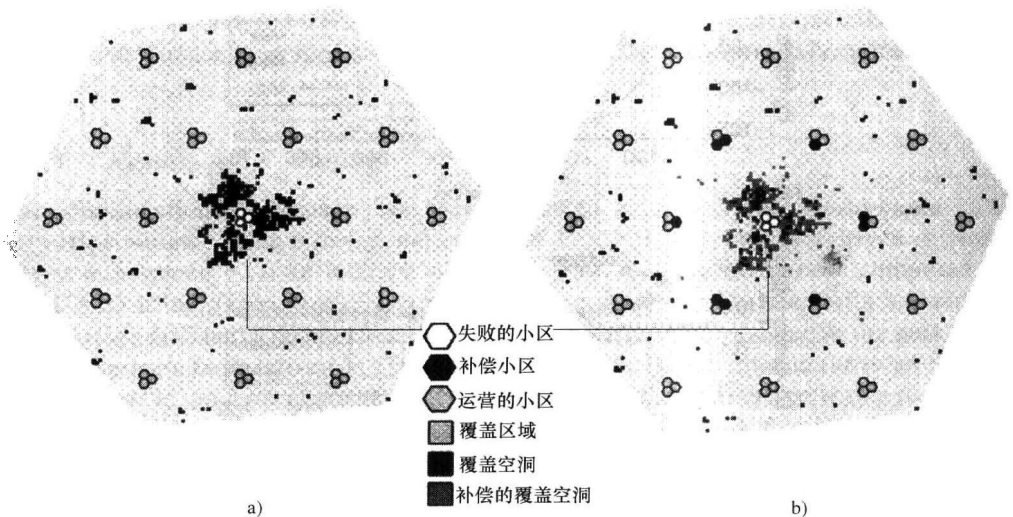 失败的小区
补偿小区
运营的小区
覆盖区域
覆盖空洞
补偿的覆盖空洞
a)
b)